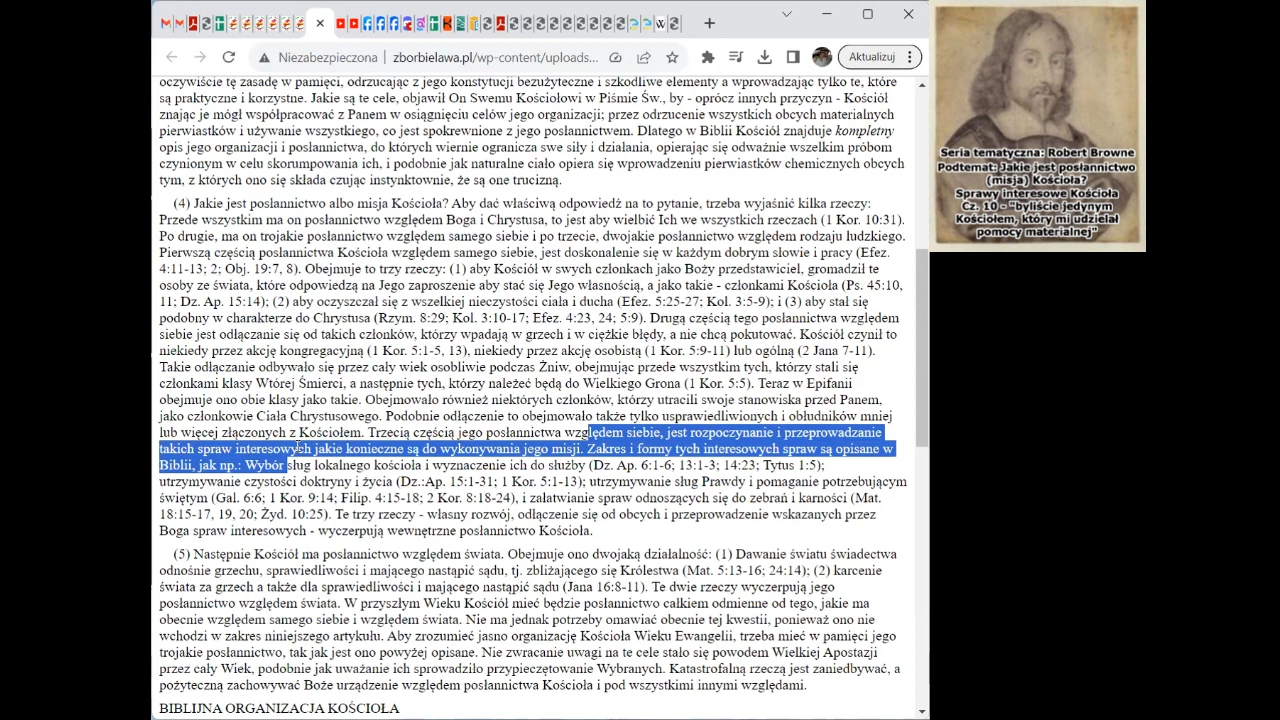 Niezabezpieczona
zborbielawa.pl/wp-content/uploads...
Aktualizuj
oczywiście tę zasadę w pamięci, odrzucając z jego konstytucji bezużyteczne i szkodliwe elementy a wprowadzając tylko te, które
są praktyczne i korzystne. Jakie są te cele, objawił On Swemu Kościołowi w Piśmie Św., by - oprócz innych przyczyn - Kościół
znając je mógł współpracować z Panem w osiągnięciu celów jego organizacji; przez odrzucenie wszystkich obcych materialnych
pierwiastków i używanie wszystkiego, co jest spokrewnione z jego posłannictwem. Dlatego w Biblii Kościół znajduje kompletny
opis jego organizacji i posłannictwa, do których wiernie ogranicza swe siły i działania, opierając się odważnie wszelkim próbom
czynionym w celu skorumpowania ich, i podobnie jak naturalne ciało opiera się wprowadzeniu pierwiastków chemicznych obcych
tym, z których ono się składa czując instynktownie, że są one trucizną.
(4) Jakie jest posłannictwo albo misja Kościoła? Aby dać właściwą odpowiedź na to pytanie, trzeba wyjaśnić kilka rzeczy:
Przede wszystkim ma on posłannictwo względem Boga i Chrystusa, to jest aby wielbić Ich we wszystkich rzeczach (1 Kor. 10:31).
Po drugie, ma on trojakie posłannictwo względem samego siebie i po trzecie, dwojakie posłannictwo względem rodzaju ludzkiego.
Pierwszą częścią posłannictwa Kościoła względem samego siebie, jest doskonalenie się w każdym dobrym słowie i pracy (Efez.
4:11-13; 2; Obj. 19:7, 8). Obejmuje to trzy rzeczy: (1) aby Kościół w swych członkach jako Boży przedstawiciel, gromadził te
osoby ze świata, które odpowiedzą na Jego zaproszenie aby stać się Jego własnością, a jako takie - członkami Kościoła (Ps. 45:10,
11; Dz. Ap. 15:14); (2) aby oczyszczał się z wszelkiej nieczystości ciała i ducha (Efez. 5:25-27; Kol. 3:5-9); i (3) aby stał się
podobny w charakterze do Chrystusa (Rzym. 8:29; Kol. 3:10-17; Efez. 4:23, 24; 5:9). Drugą częścią tego posłannictwa względem
siebie jest odłączanie się od takich członków, którzy wpadają w grzech i w ciężkie błędy, a nie chcą pokutować. Kościół czynił to
niekiedy przez akcję kongregacyjną (1 Kor. 5:1-5, 13), niekiedy przez akcję osobistą (1 Kor. 5:9-11) lub ogólną (2 Jana 7-11).
Takie odłączanie odbywało się przez cały wiek osobliwie podczas Żniw, obejmując przede wszystkim tych, którzy stali się
członkami klasy Wtórej Śmierci, a następnie tych, którzy należeć będą do Wielkiego Grona (1 Kor. 5:5). Teraz w Epifanii
obejmuje ono obie klasy jako takie. Obejmowało również niektórych członków, którzy utracili swoje stanowiska przed Panem,
jako członkowie Ciała Chrystusowego. Podobnie odłączenie to obejmowało także tylko usprawiedliwionych i obłudników mniej
lub więcej złączonych z Kościołem. Trzecią częścią jego posłannictwa względem siebie, jest rozpoczynanie i przeprowadzanie
takich spraw interesowych jakie konieczne są do wykonywania jego misji. Zakres i formy tych interesowych spraw są opisane w
Biblii, jak np.: Wybór sług lokalnego kościoła i wyznaczenie ich do służby (Dz. Ap. 6:1-6; 13:1-3; 14:23; Tytus 1:5);
utrzymywanie czystości doktryny i życia (Dz.:Ap. 15:1-31; 1 Kor. 5:1-13); utrzymywanie sług Prawdy i pomaganie potrzebującym
świętym (Gal. 6:6; 1 Kor. 9:14; Filip. 4:15-18; 2 Kor. 8:18-24), i załatwianie spraw odnoszących się do zebrań i karności (Mat.
18:15-17, 19, 20; Żyd. 10:25). Te trzy rzeczy - własny rozwój, odłączenie się od obcych i przeprowadzenie wskazanych przez
Boga spraw interesowych - wyczerpują wewnętrzne posłannictwo Kościoła.
(5) Następnie Kościół ma posłannictwo względem świata. Obejmuje ono dwojaką działalność: (1) Dawanie światu świadectwa
odnośnie grzechu, sprawiedliwości i mającego nastąpić sądu, tj. zbliżającego się Królestwa (Mat. 5:13-16; 24:14); (2) karcenie
świata za grzech a także dla sprawiedliwości i mającego nastąpić sądu (Jana 16:8-11). Te dwie rzeczy wyczerpują jego
posłannictwo względem świata. W przyszłym Wieku Kościół mieć będzie posłannictwo całkiem odmienne od tego, jakie ma
obecnie względem samego siebie i względem świata. Nie ma jednak potrzeby omawiać obecnie tej kwestii, ponieważ ono nie
wchodzi w zakres niniejszego artykułu. Aby zrozumieć jasno organizację Kościoła Wieku Ewangelii, trzeba mieć w pamięci jego
trojakie posłannictwo, tak jak jest ono powyżej opisane. Nie zwracanie uwagi na te cele stało się powodem Wielkiej Apostazji
przez cały Wiek, podobnie jak uważanie ich sprowadziło przypieczętowanie Wybranych. Katastrofalną rzeczą jest zaniedbywać, a
pożyteczną zachowywać Boże urządzenie względem posłannictwa Kościoła i pod wszystkimi innymi względami.
BIBLIJNA ORGANIZACJA KOŚCIOŁA
Seria tematyczna: Robert Browne
Podtemat: Jakie jest posłannictwo
(misja) Kościoła?
Sprawy interesowe Kościoła
Cz. 10 - "byliście jedynym
Kościołem, który mi udzielał
pomocy materialnej"